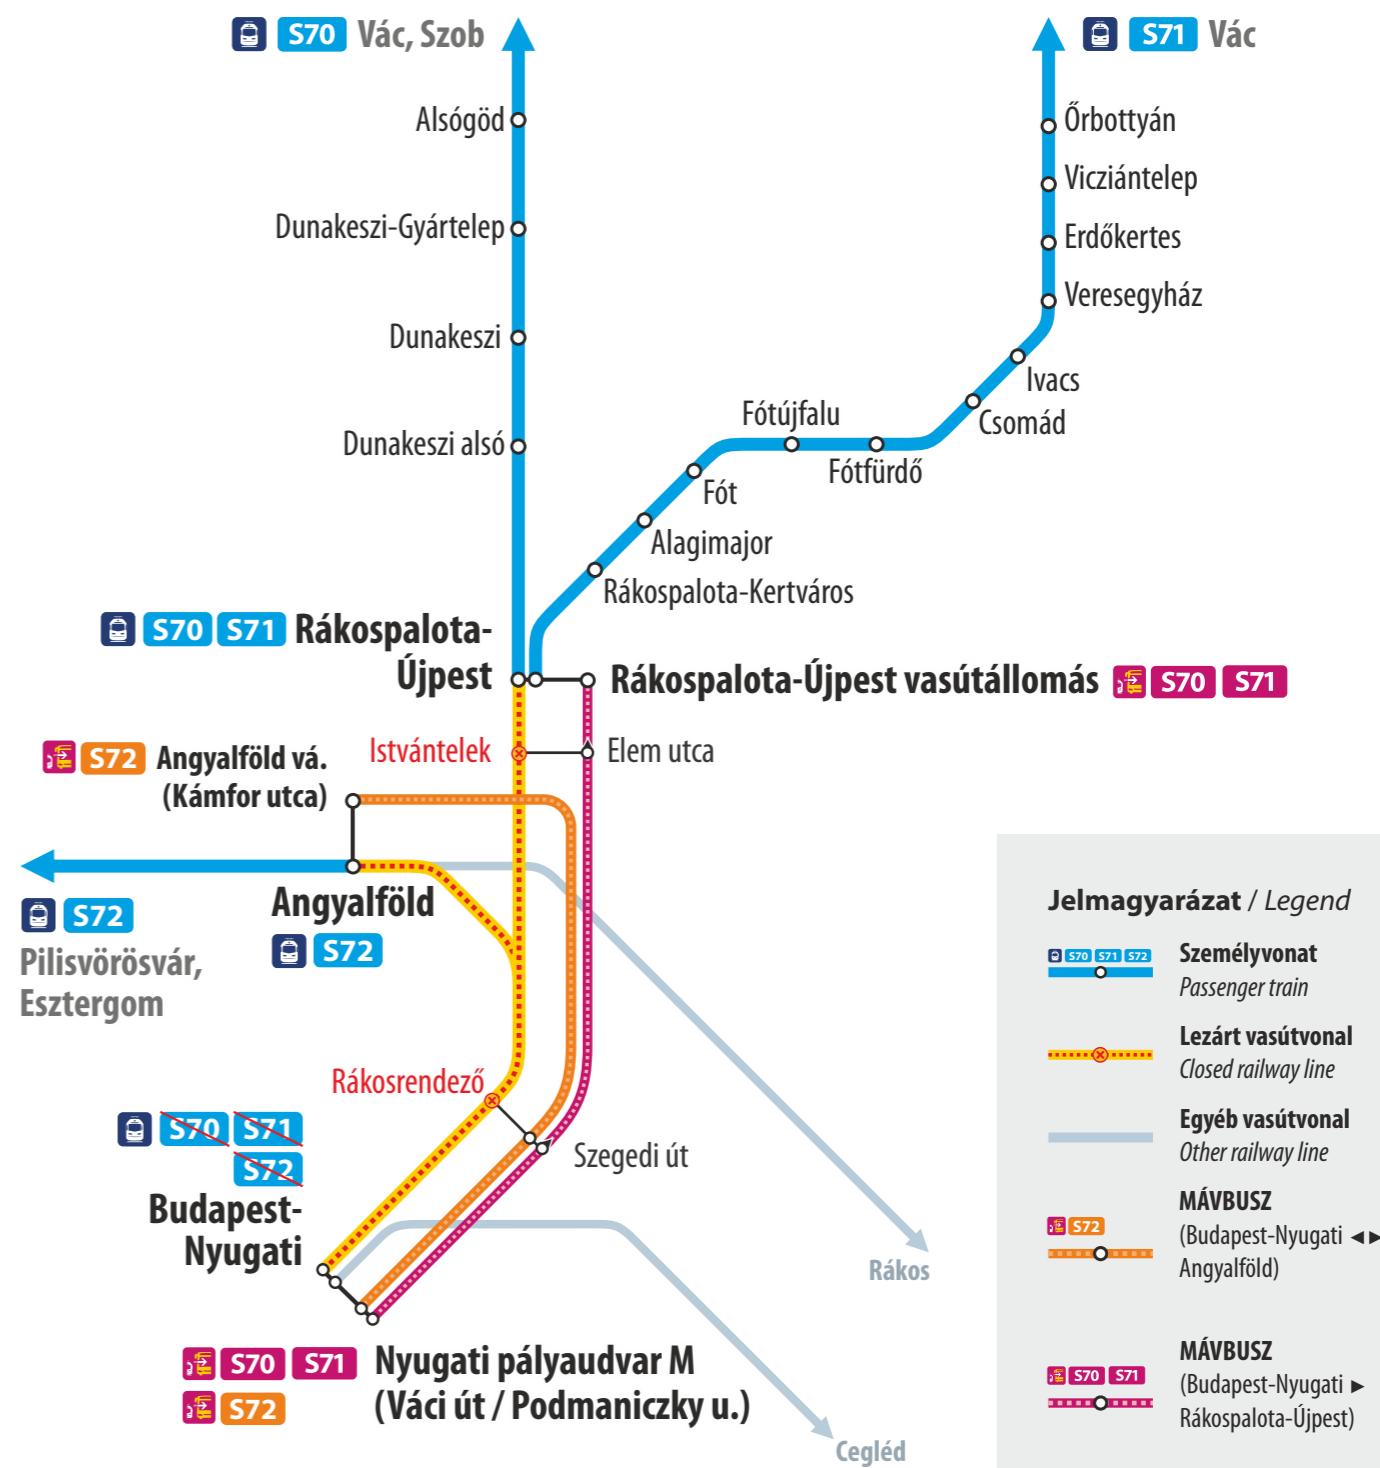 S70 Vác, Szob
S71 Vác
Alsógöd
Őrbottyán
Vicziántelep
Dunakeszi-Gyártelep
Erdőkertes
Veresegyház
Dunakeszi
Ivacs
Csomád
Fótújfalu
Dunakeszi alsó
Fótfürdő
Fót
Alagimajor
Rákospalota-Kertváros
S70 S71 Rákospalota-
Újpest
Rákospalota-Újpest vasútállomás S70 S71
Istvántelek
Elem utca
S72 Angyalföld vá.
(Kámfor utca)
Angyalföld
S72
S72
Pilisvörösvár,
Esztergom
Rákosrendező
Szegedi út
S70 S71
S72
Budapest-
Nyugati
Rákos
S70 S71 Nyugati pályaudvar M
S72 (Váci út / Podmaniczky u.)
Cegléd
Jelmagyarázat / Legend
S70 S71 S72 Személyvonat
Passenger train
Lezárt vasútvonal
Closed railway line
Egyéb vasútvonal
Other railway line
MÁVBUSZ
S72 (Budapest-Nyugati ◄►
Angyalföld)
MÁVBUSZ
S70 S71 (Budapest-Nyugati ►
Rákospalota-Újpest)